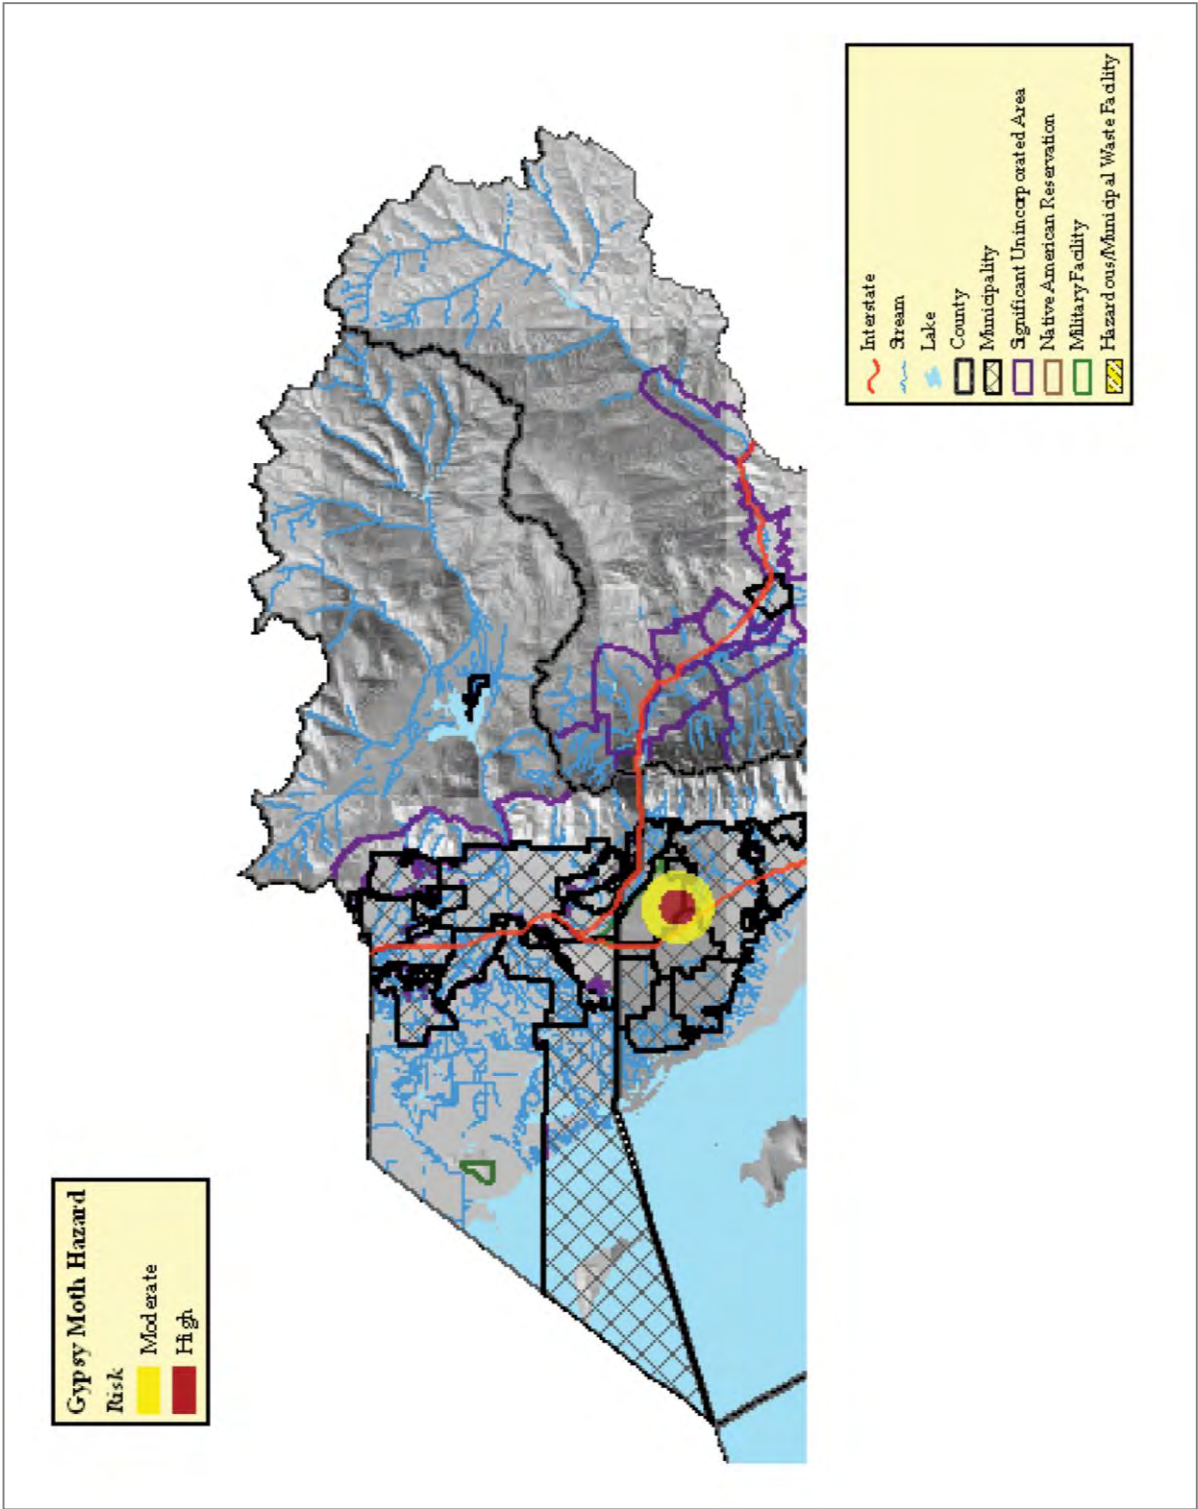 Gypsy Moth Hazard
Risk
Moderate
High
Interstate
Stream
Lake
County
Municipality
Significant Unincorporated Area
Native American Reservation
Military Facility
Hazardous/Municipal Waste Facility